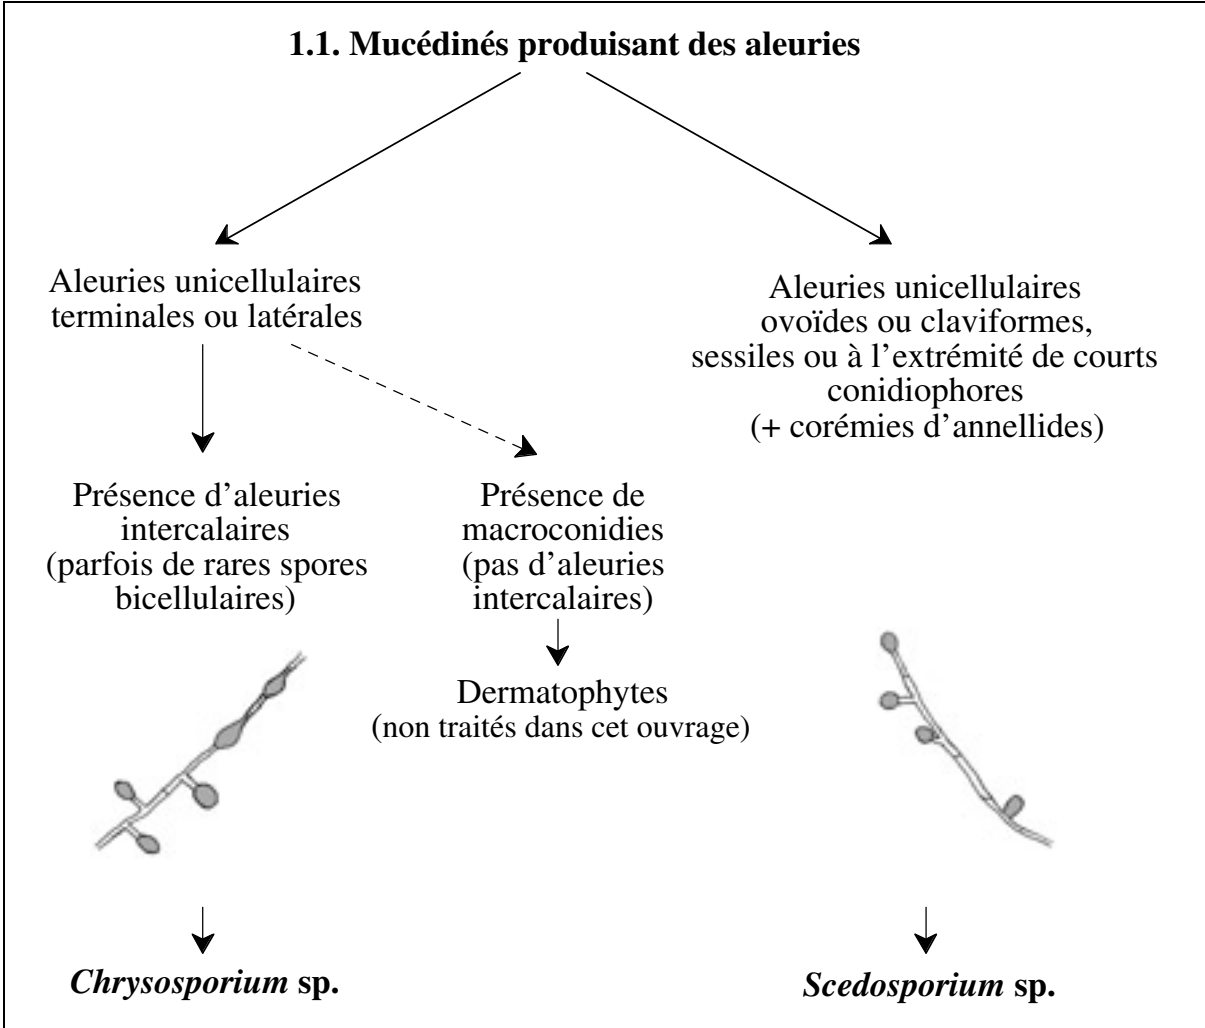 1.1. Mucédinés produisant des aleuries
Aleuries unicellulaires
terminales ou latérales
Aleuries unicellulaires
ovoïdes ou claviformes,
sessiles ou à l’extrémité de courts
conidiophores
(+ corémies d’annellides)
Présence d’aleuries
intercalaires
(parfois de rares spores
bicellulaires)
Présence de
macroconidies
(pas d’aleuries
intercalaires)
Dermatophytes
(non traités dans cet ouvrage)
Chrysosporium sp.
Scedosporium sp.